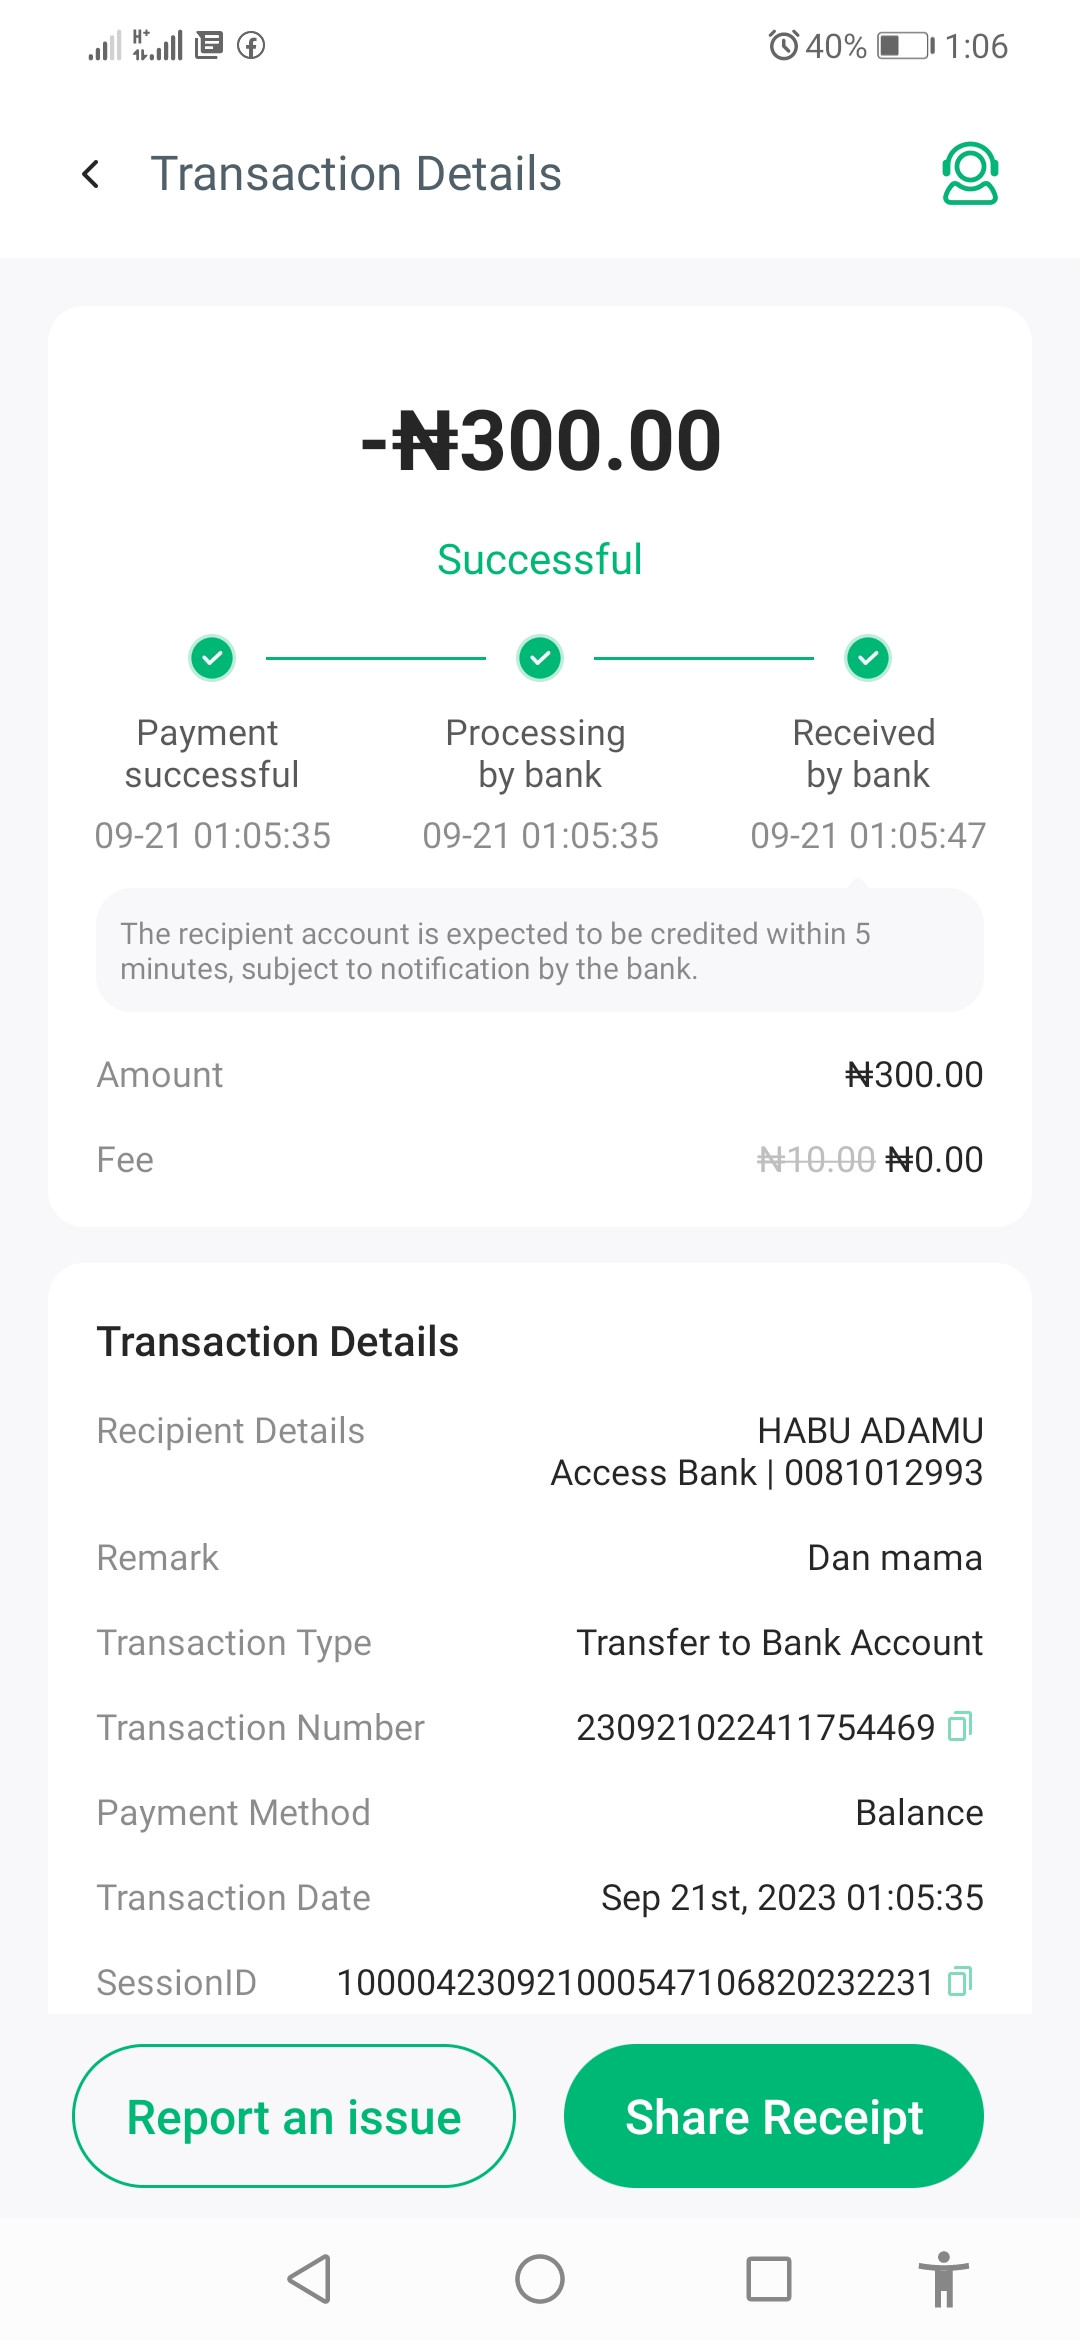 H+
40%
1:06
Transaction Details
-₦300.00
Successful
Payment successful
Processing by bank
Received by bank
09-21 01:05:35
09-21 01:05:35
09-21 01:05:47
The recipient account is expected to be credited within 5
minutes, subject to notification by the bank.
Amount ₦300.00
Fee ₦10.00 ₦0.00
Transaction Details
Recipient Details HABU ADAMU
Access Bank | 0081012993
Remark Dan mama
Transaction Type Transfer to Bank Account
Transaction Number 230921022411754469
Payment Method Balance
Transaction Date Sep 21st, 2023 01:05:35
SessionID 100004230921000547106820232231
Report an issue
Share Receipt